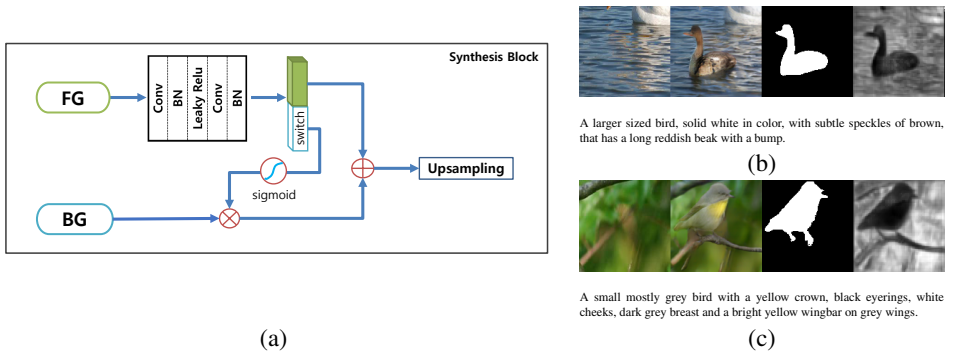 Synthesis Block
FG
Conv
BN
Leaky Relu
Conv
BN
switch
sigmoid
Upsampling
BG
(a)
A larger sized bird, solid white in color, with subtle speckles of brown,
that has a long reddish beak with a bump.
(b)
A small mostly grey bird with a yellow crown, black eyerings, white
cheeks, dark grey breast and a bright yellow wingbar on grey wings.
(c)